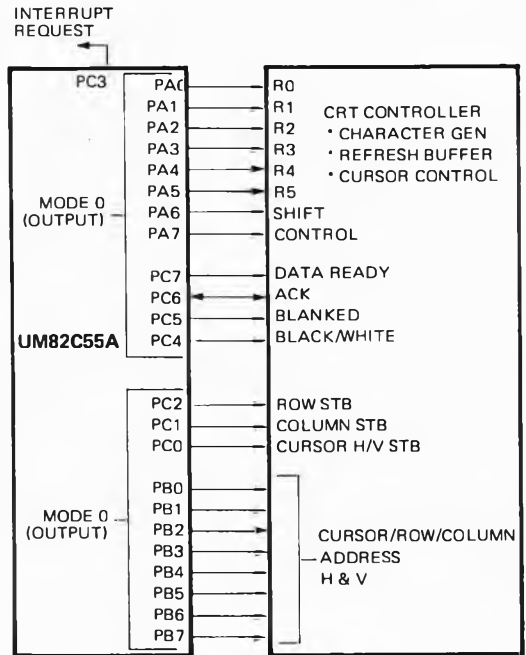 INTERRUPT
REQUEST
PC3
PA0 R0
PA1 R1
PA2 R2
PA3 R3
PA4 R4
PA5 R5
PA6 SHIFT
PA7 CONTROL
CRT CONTROLLER
• CHARACTER GEN
• REFRESH BUFFER
• CURSOR CONTROL
MODE 0
(OUTPUT)
PC7 DATA READY
PC6 ACK
PC5 BLANKED
PC4 BLACK/WHITE
UM82C55A
PC2 ROW STB
PC1 COLUMN STB
PC0 CURSOR H/V STB
MODE 0
(OUTPUT)
PB0
PB1
PB2
PB3
PB4
PB5
PB6
PB7
CURSOR/ROW/COLUMN
ADDRESS
H & V